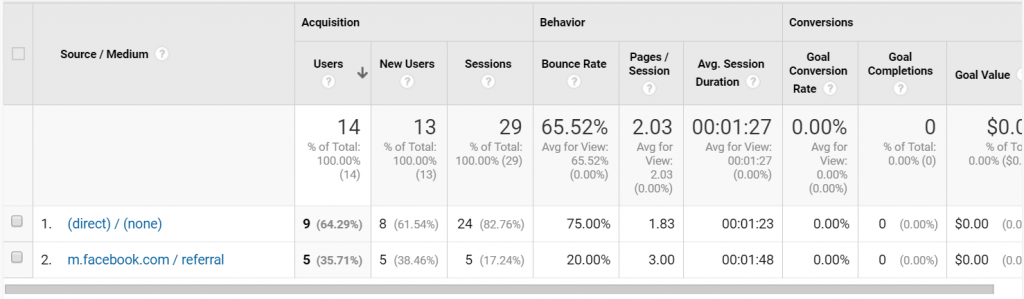 Acquisition Behavior Conversions
Source / Medium ?
Users ?
New Users ?
Sessions ?
Bounce Rate ?
Pages /
Session ?
Avg. Session
Duration ?
Goal
Conversion
Rate ?
Goal
Completions ?
Goal Value
14
% of Total:
100.00%
(14)
13
% of Total:
100.00%
(13)
29
% of Total:
100.00% (29)
65.52%
Avg for View:
65.52%
(0.00%)
2.03
Avg for
View:
2.03
(0.00%)
00:01:27
Avg for View:
00:01:27
(0.00%)
0.00%
Avg for
View:
0.00%
(0.00%)
0
% of Total:
0.00% (0)
$0.0
% of To
0.00% ($0.
1. (direct) / (none) 9 (64.29%) 8 (61.54%) 24 (82.76%) 75.00% 1.83 00:01:23 0.00% 0 (0.00%) $0.00 (0.0
2. m.facebook.com / referral 5 (35.71%) 5 (38.46%) 5 (17.24%) 20.00% 3.00 00:01:48 0.00% 0 (0.00%) $0.00 (0.0